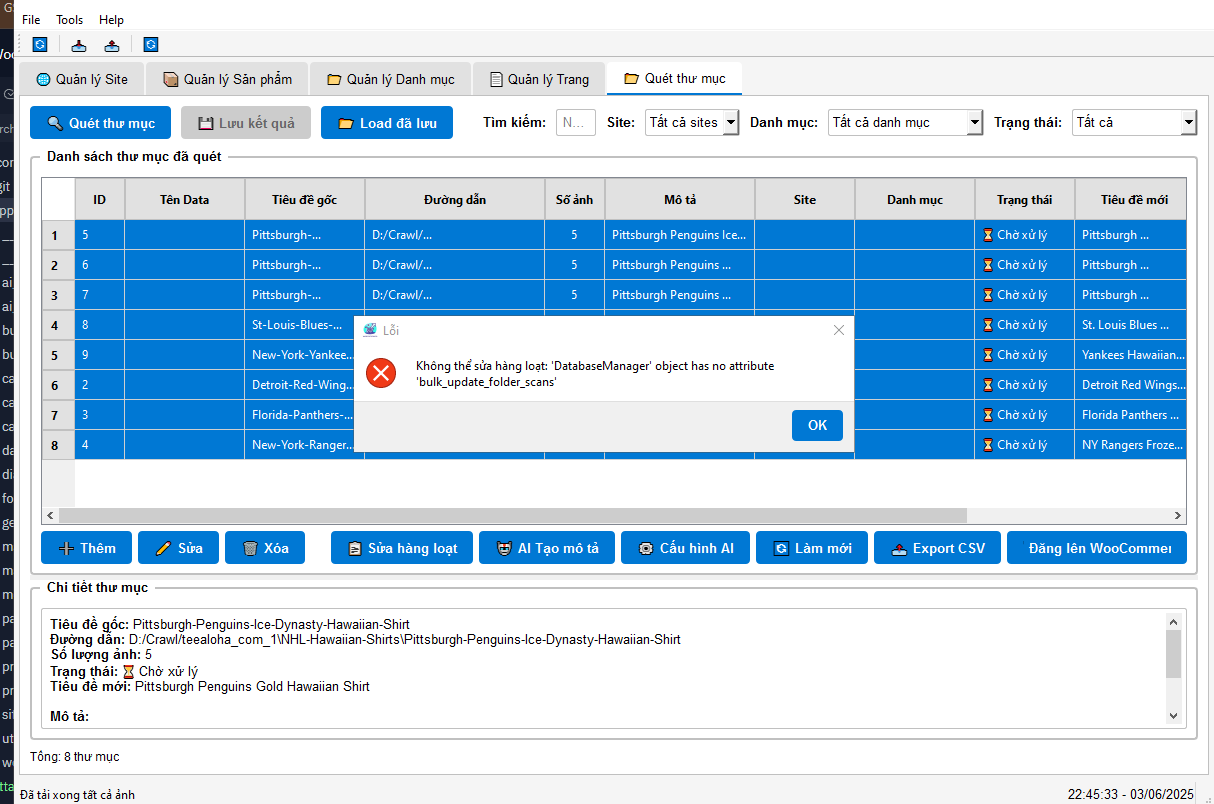 File Tools Help
Quản lý Site Quản lý Sản phẩm Quản lý Danh mục Quản lý Trang Quét thư mục
Quét thư mục Lưu kết quả Load đã lưu Tìm kiếm: N... Site: Tất cả sites Danh mục: Tất cả danh mục Trạng thái: Tất cả
Danh sách thư mục đã quét
ID Tên Data Tiêu đề gốc Đường dẫn Số ảnh Mô tả Site Danh mục Trạng thái Tiêu đề mới
1 5 Pittsburgh-... D:/Crawl/... 5 Pittsburgh Penguins Ice... Chờ xử lý Pittsburgh ...
2 6 Pittsburgh-... D:/Crawl/... 5 Pittsburgh Penguins ... Chờ xử lý Pittsburgh ...
3 7 Pittsburgh-... D:/Crawl/... 5 Pittsburgh Penguins ... Chờ xử lý Pittsburgh ...
4 8 St-Louis-Blues-... Chờ xử lý St. Louis Blues ...
5 9 New-York-Yankee... Chờ xử lý Yankees Hawaiian...
6 2 Detroit-Red-Wing... Chờ xử lý Detroit Red Wings...
7 3 Florida-Panthers-... Chờ xử lý Florida Panthers ...
8 4 New-York-Ranger... Chờ xử lý NY Rangers Froze...
Lỗi
Không thể sửa hàng loạt: 'DatabaseManager' object has no attribute
'bulk_update_folder_scans'
OK
Thêm Sửa Xóa Sửa hàng loạt AI Tạo mô tả Cấu hình AI Làm mới Export CSV Đăng lên WooCommer
Chi tiết thư mục
Tiêu đề gốc: Pittsburgh-Penguins-Ice-Dynasty-Hawaiian-Shirt
Đường dẫn: D:/Crawl/teealoha_com_1\NHL-Hawaiian-Shirts\Pittsburgh-Penguins-Ice-Dynasty-Hawaiian-Shirt
Số lượng ảnh: 5
Trạng thái: Chờ xử lý
Tiêu đề mới: Pittsburgh Penguins Gold Hawaiian Shirt
Mô tả:
Tổng: 8 thư mục
Đã tải xong tất cả ảnh 22:45:33 - 03/06/2025